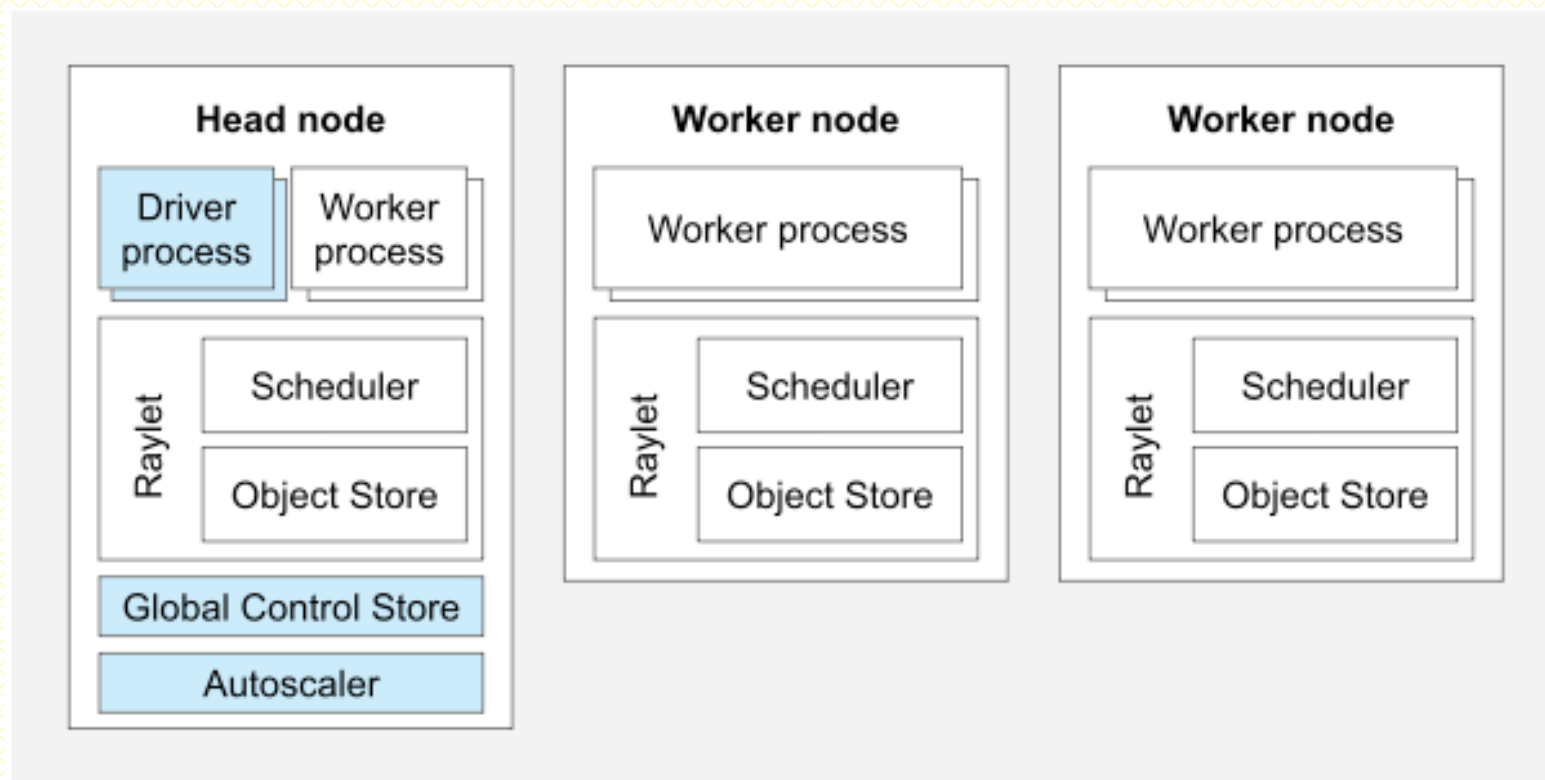 Head node
Driver
process
Worker
process
Raylet
Scheduler
Object Store
Global Control Store
Autoscaler
Worker node
Worker process
Raylet
Scheduler
Object Store
Worker node
Worker process
Raylet
Scheduler
Object Store